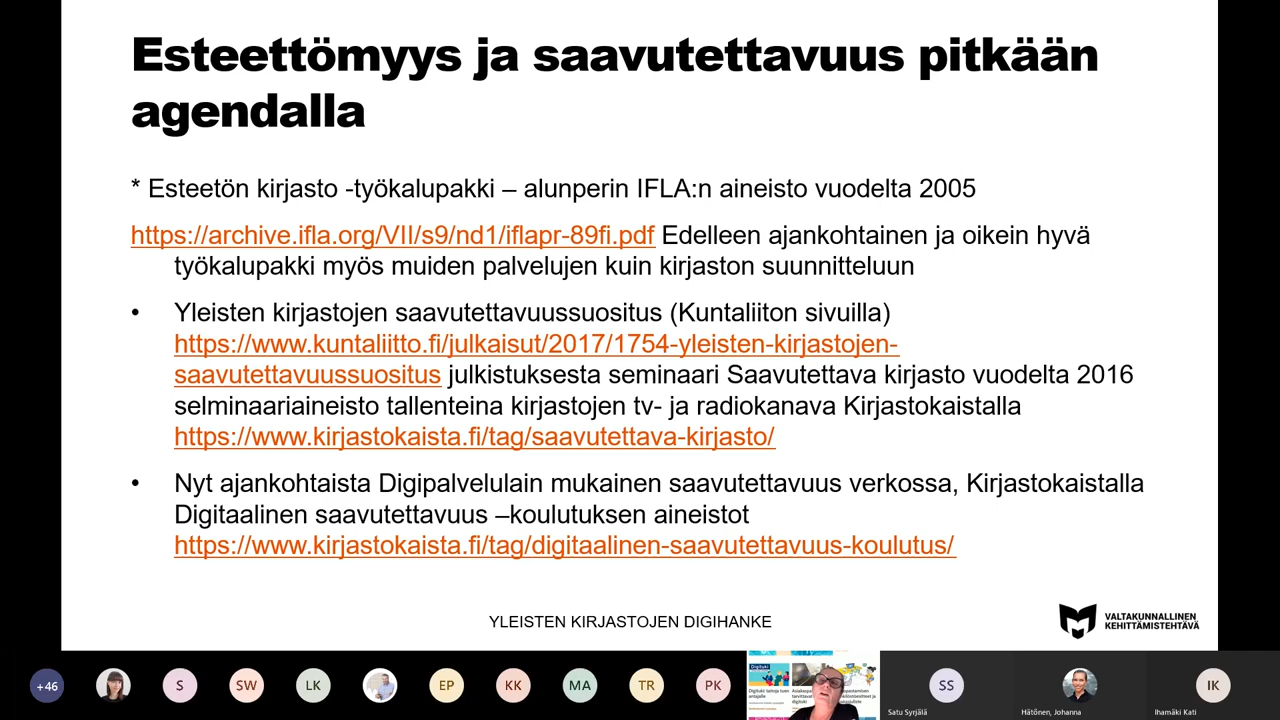 Esteettömyys ja saavutettavuus pitkään
agendalla
* Esteetön kirjasto -työkalupakki – alunperin IFLA:n aineisto vuodelta 2005
https://archive.ifla.org/VII/s9/nd1/iflapr-89fi.pdf Edelleen ajankohtainen ja oikein hyvä
työkalupakki myös muiden palvelujen kuin kirjaston suunnitteluun
• Yleisten kirjastojen saavutettavuussuositus (Kuntaliiton sivuilla)
https://www.kuntaliitto.fi/julkaisut/2017/1754-yleisten-kirjastojen-
saavutettavuussuositus julkistuksesta seminaari Saavutettava kirjasto vuodelta 2016
selminaariaineisto tallenteina kirjastojen tv- ja radiokanava Kirjastokaistalla
https://www.kirjastokaista.fi/tag/saavutettava-kirjasto/
• Nyt ajankohtaista Digipalvelulain mukainen saavutettavuus verkossa, Kirjastokaistalla
Digitaalinen saavutettavuus –koulutuksen aineistot
https://www.kirjastokaista.fi/tag/digitaalinen-saavutettavuus-koulutus/
YLEISTEN KIRJASTOJEN DIGIHANKE
VALTAKUNNALLINEN
KEHITTÄMISTEHTÄVÄ
+46 S SW LK EP KK MA TR PK SS IK
Digituki
Satu Syrjälä Hätönen, Johanna Ihamäki Kati